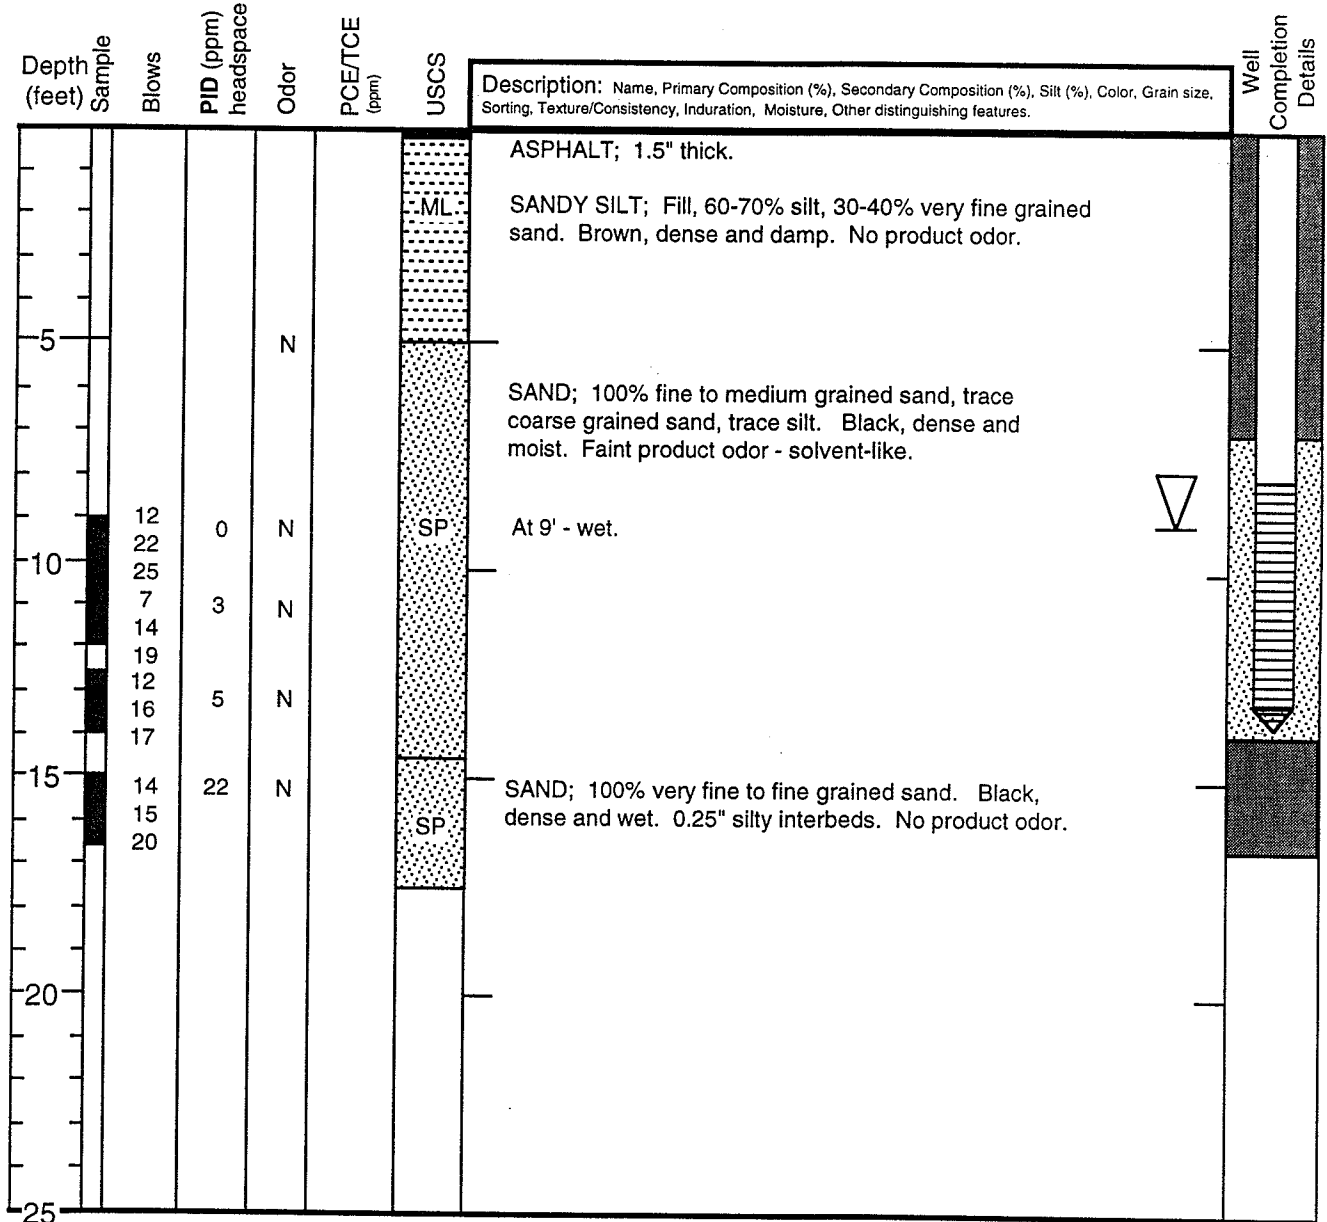 Depth
(feet)
Sample
Blows
PID (ppm)
headspace
Odor
PCE/TCE
(ppm)
USCS
Description: Name, Primary Composition (%), Secondary Composition (%), Silt (%), Color, Grain size,
Sorting, Texture/Consistency, Induration, Moisture, Other distinguishing features.
Well
Completion
Details
ASPHALT; 1.5" thick.
ML
SANDY SILT; Fill, 60-70% silt, 30-40% very fine grained
sand. Brown, dense and damp. No product odor.
5
N
SAND; 100% fine to medium grained sand, trace
coarse grained sand, trace silt. Black, dense and
moist. Faint product odor - solvent-like.
12
0
N
SP
At 9' - wet.
22
10
25
7
3
N
14
19
12
5
N
16
17
15
14
22
N
SAND; 100% very fine to fine grained sand. Black,
dense and wet. 0.25" silty interbeds. No product odor.
15
SP
20
20
25